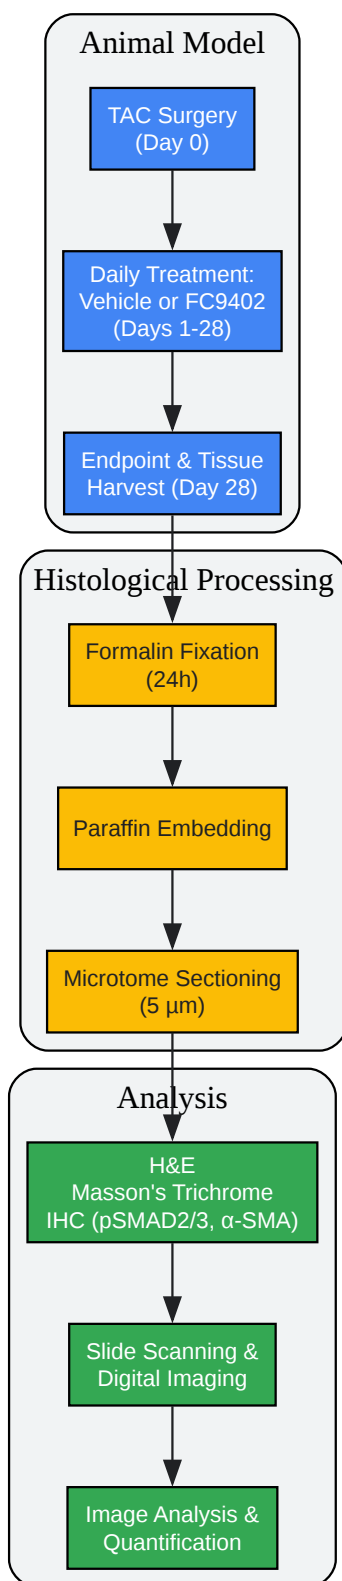 Animal Model
TAC Surgery
(Day 0)
Daily Treatment:
Vehicle or FC9402
(Days 1-28)
Endpoint & Tissue
Harvest (Day 28)
Histological Processing
Formalin Fixation
(24h)
Paraffin Embedding
Microtome Sectioning
(5 µm)
Analysis
H&E
Masson's Trichrome
IHC (pSMAD2/3, α-SMA)
Slide Scanning &
Digital Imaging
Image Analysis &
Quantification